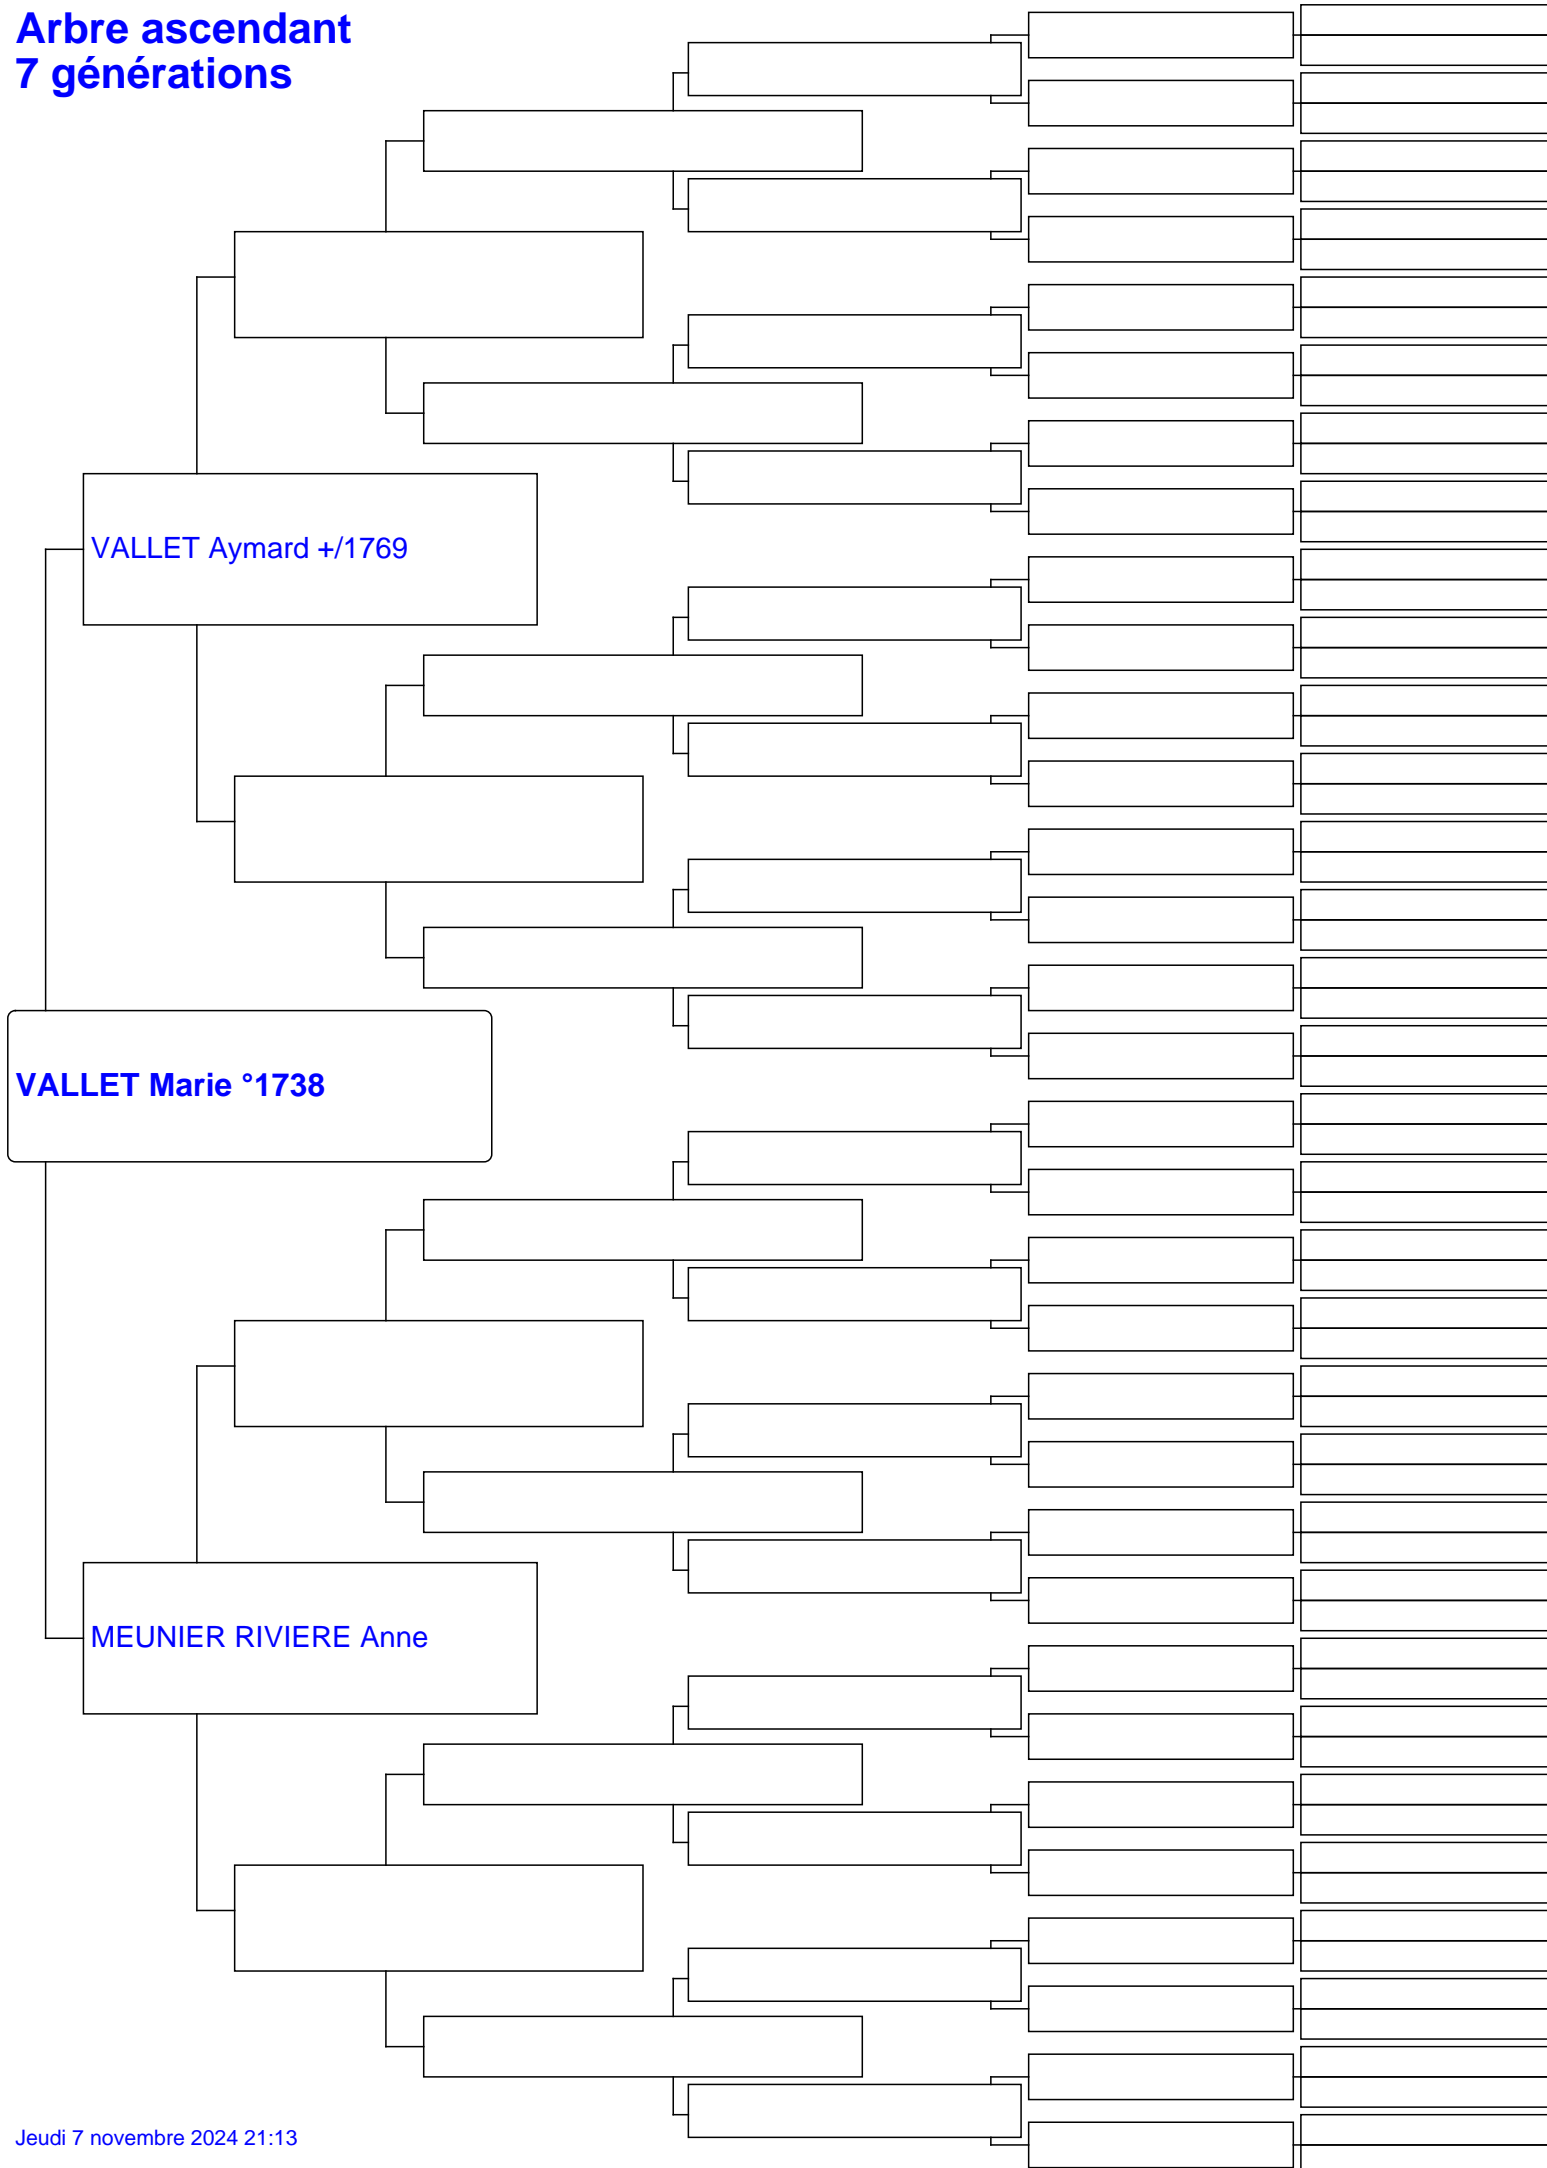 Arbre ascendant
7 générations
VALLET Aymard +/1769
VALLET Marie °1738
MEUNIER RIVIERE Anne
Jeudi 7 novembre 2024 21:13